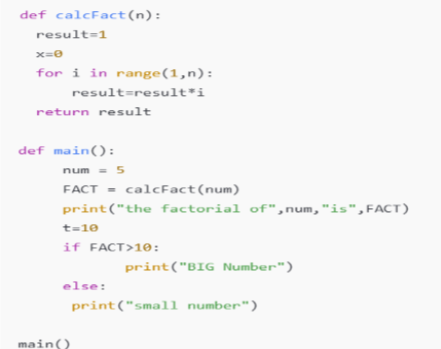 def calcFact(n):
  result=1
  x=0
  for i in range(1,n):
      result=result*i
  return result

def main():
     num = 5
     FACT = calcFact(num)
     print("the factorial of",num,"is",FACT)
     t=10
     if FACT>10:
            print("BIG Number")
     else:
      print("small number")

main()